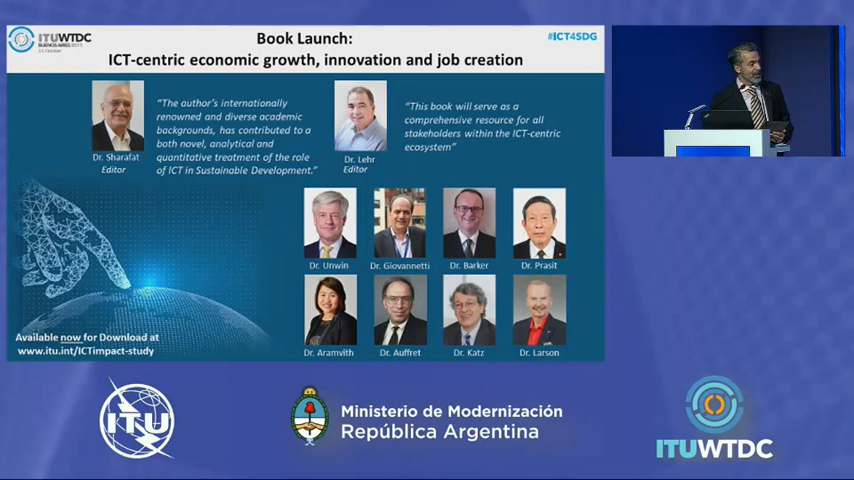 ITUWTDC
BUENOS AIRES 2017
Book Launch:
#ICT4SDG
ICT-centric economic growth, innovation and job creation
"The author's internationally
renowned and diverse academic
backgrounds, has contributed to a
both novel, analytical and
quantitative treatment of the role
of ICT in Sustainable Development."
Dr. Sharafat
Editor
"This book will serve as a
comprehensive resource for all
stakeholders within the ICT-centric
ecosystem"
Dr. Lehr
Editor
Dr. Unwin
Dr. Giovannetti
Dr. Barker
Dr. Prasit
Dr. Aramvith
Dr. Auffret
Dr. Katz
Dr. Larson
Available now for Download at
www.itu.int/ICTimpact-study
ITU
Ministerio de Modernización
República Argentina
ITUWTDC